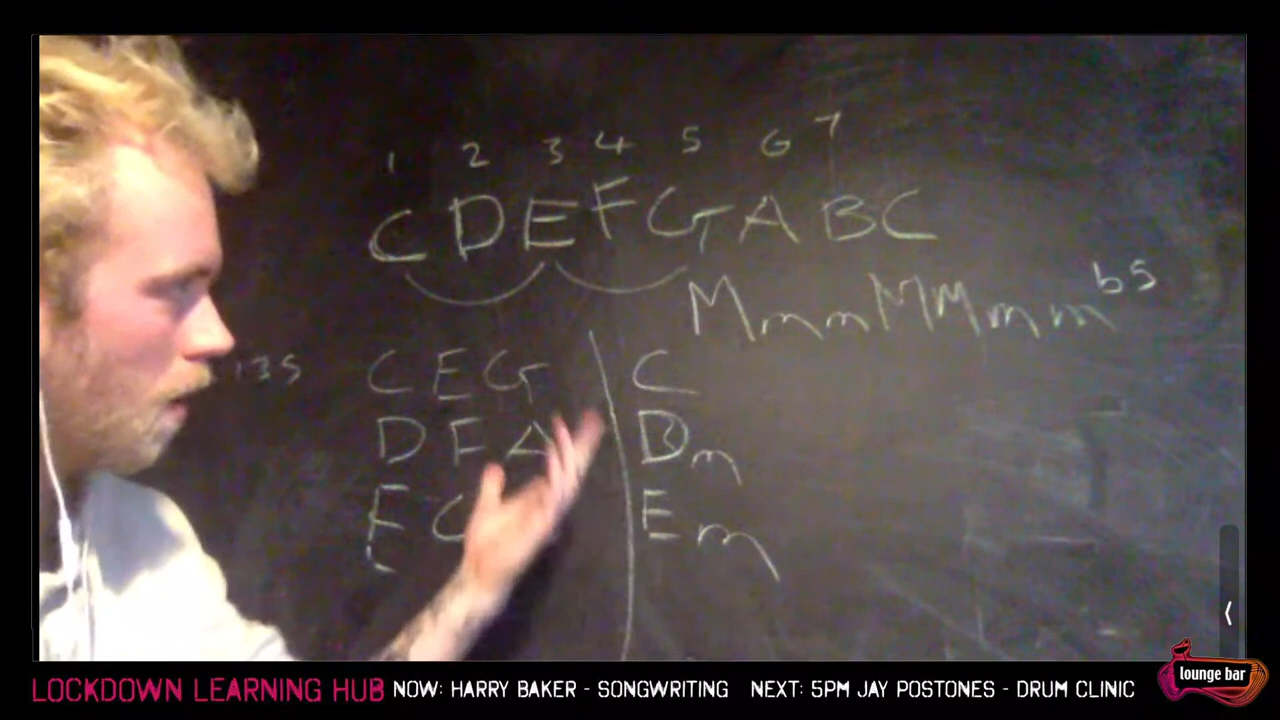 1 2 3 4 5 6 7
C D E F G A B C
M m m M M m m b5
135 C E G C
D F A Dm
E Em
LOCKDOWN LEARNING HUB NOW: HARRY BAKER - SONGWRITING NEXT: 5PM JAY POSTONES - DRUM CLINIC
lounge bar